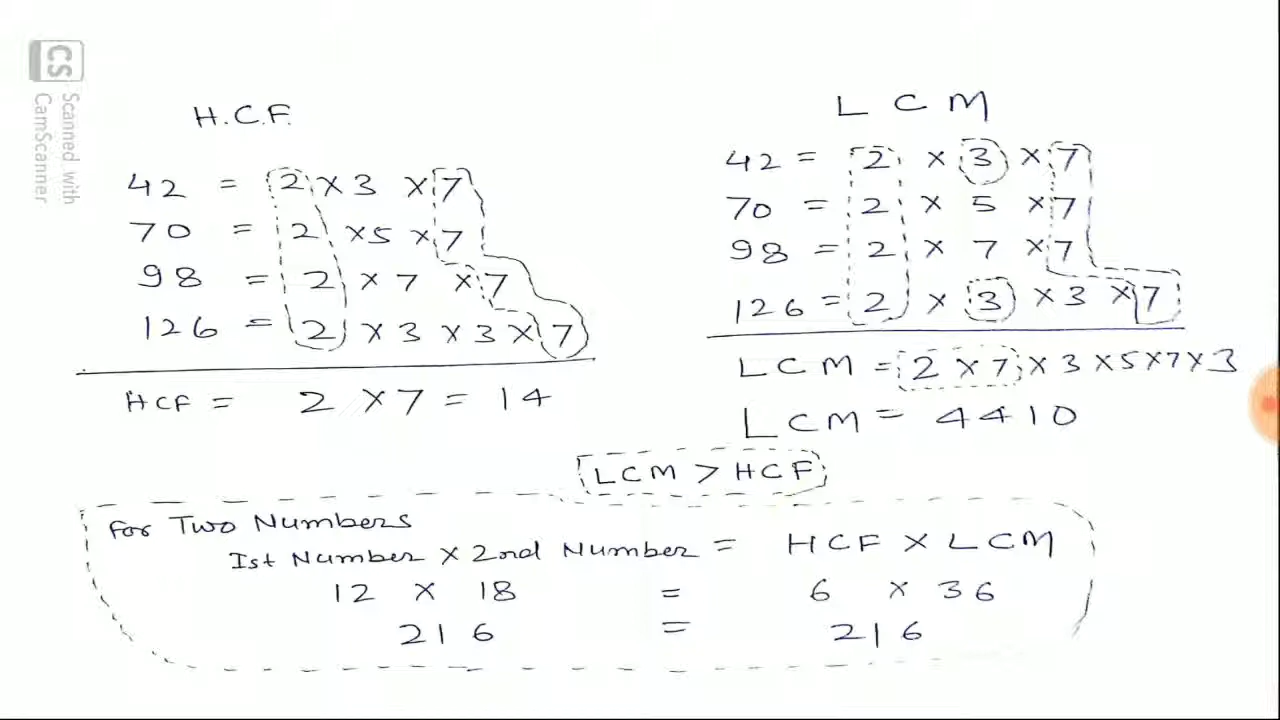 CS
Scanned with
CamScanner
H.C.F.
42 = 2 × 3 × 7
70 = 2 × 5 × 7
98 = 2 × 7 × 7
126 = 2 × 3 × 3 × 7
HCF = 2 × 7 = 14
L C M
42 = 2 × 3 × 7
70 = 2 × 5 × 7
98 = 2 × 7 × 7
126 = 2 × 3 × 3 × 7
LCM = 2 × 7 × 3 × 5 × 7 × 3
LCM = 4410
LCM > HCF
For Two Numbers
Ist Number × 2nd Number = HCF × LCM
12 × 18 = 6 × 36
216 = 216